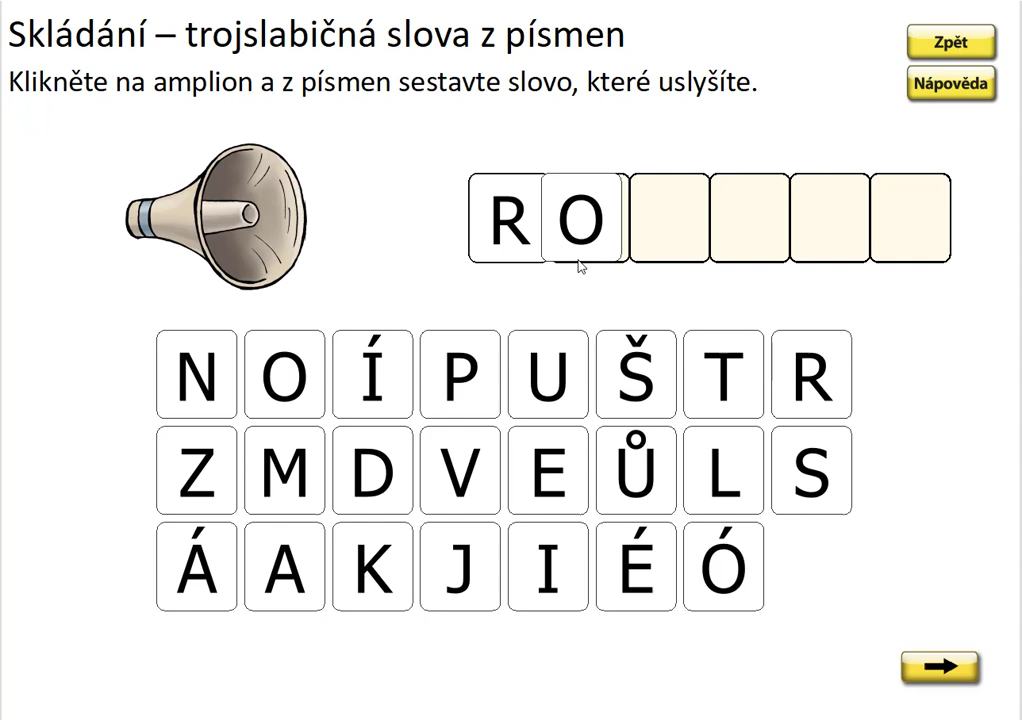 Skládání – trojslabičná slova z písmen
Zpět
Klikněte na amplion a z písmen sestavte slovo, které uslyšíte.
Nápověda
R O
N O Í P U Š T R
Z M D V E Ů L S
Á A K J I É Ó